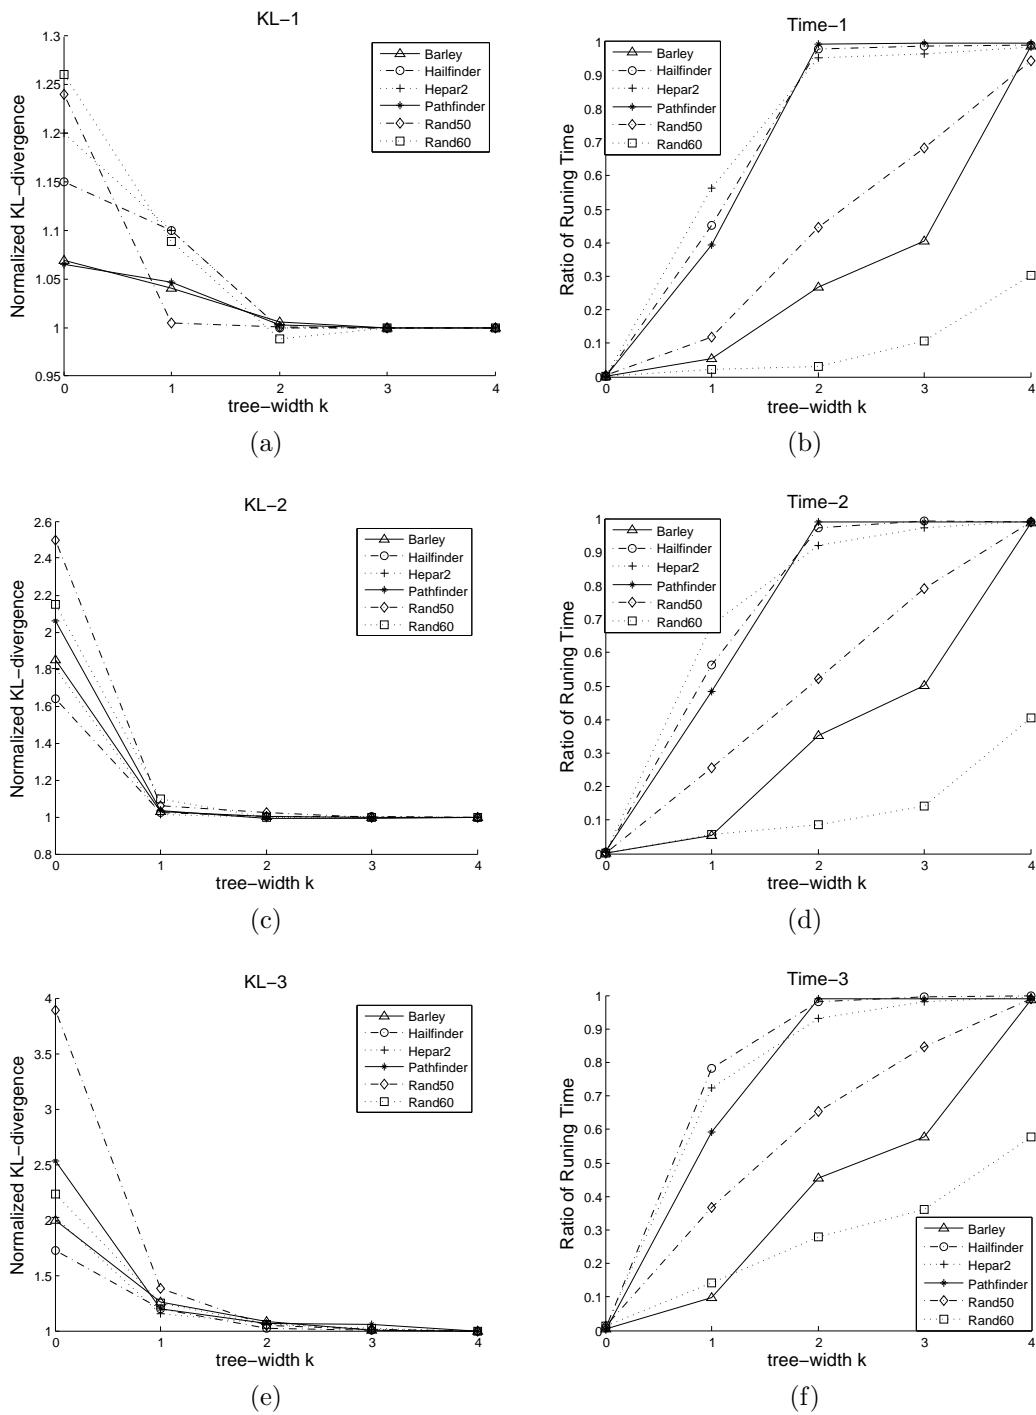 KL−1
1.3
1.25
1.2
1.15
1.1
1.05
1
0.95
Normalized KL−divergence
Barley
Hailfinder
Hepar2
Pathfinder
Rand50
Rand60
0 1 2 3 4
tree−width k
(a)
Time−1
1
0.9
0.8
0.7
0.6
0.5
0.4
0.3
0.2
0.1
0
Ratio of Runing Time
Barley
Hailfinder
Hepar2
Pathfinder
Rand50
Rand60
0 1 2 3 4
tree−width k
(b)
KL−2
2.6
2.4
2.2
2
1.8
1.6
1.4
1.2
1
0.8
Normalized KL−divergence
Barley
Hailfinder
Hepar2
Pathfinder
Rand50
Rand60
0 1 2 3 4
tree−width k
(c)
Time−2
1
0.9
0.8
0.7
0.6
0.5
0.4
0.3
0.2
0.1
0
Ratio of Runing Time
Barley
Hailfinder
Hepar2
Pathfinder
Rand50
Rand60
0 1 2 3 4
tree−width k
(d)
KL−3
4
3.5
3
2.5
2
1.5
1
Normalized KL−divergence
Barley
Hailfinder
Hepar2
Pathfinder
Rand50
Rand60
0 1 2 3 4
tree−width k
(e)
Time−3
1
0.9
0.8
0.7
0.6
0.5
0.4
0.3
0.2
0.1
0
Ratio of Runing Time
Barley
Hailfinder
Hepar2
Pathfinder
Rand50
Rand60
0 1 2 3 4
tree−width k
(f)